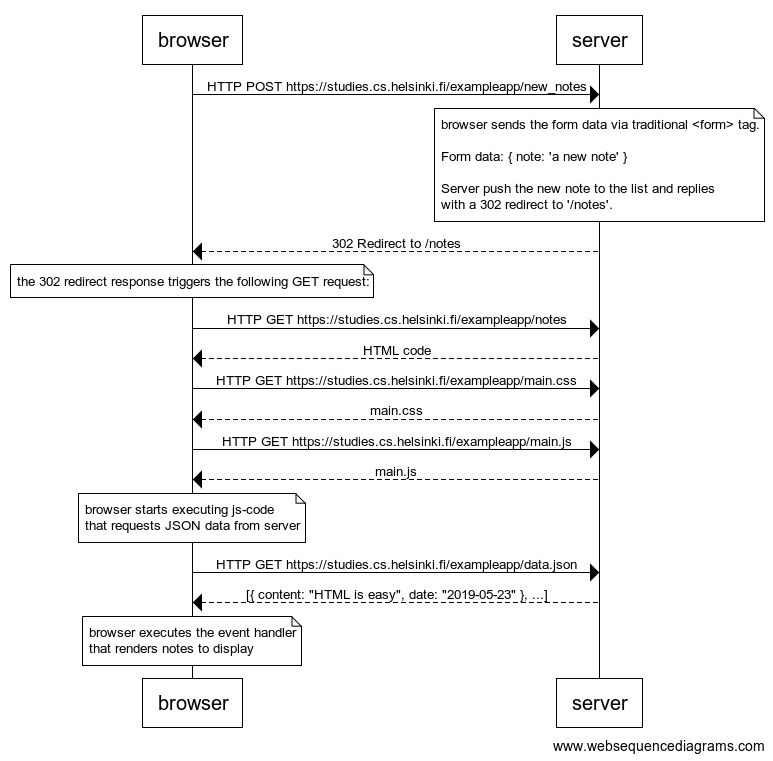 browser
server
HTTP POST https://studies.cs.helsinki.fi/exampleapp/new_notes
browser sends the form data via traditional <form> tag.
Form data: { note: 'a new note' }
Server push the new note to the list and replies
with a 302 redirect to '/notes'.
302 Redirect to /notes
the 302 redirect response triggers the following GET request:
HTTP GET https://studies.cs.helsinki.fi/exampleapp/notes
HTML code
HTTP GET https://studies.cs.helsinki.fi/exampleapp/main.css
main.css
HTTP GET https://studies.cs.helsinki.fi/exampleapp/main.js
main.js
browser starts executing js-code
that requests JSON data from server
HTTP GET https://studies.cs.helsinki.fi/exampleapp/data.json
[{ content: "HTML is easy", date: "2019-05-23" }, ...]
browser executes the event handler
that renders notes to display
browser
server
www.websequencediagrams.com